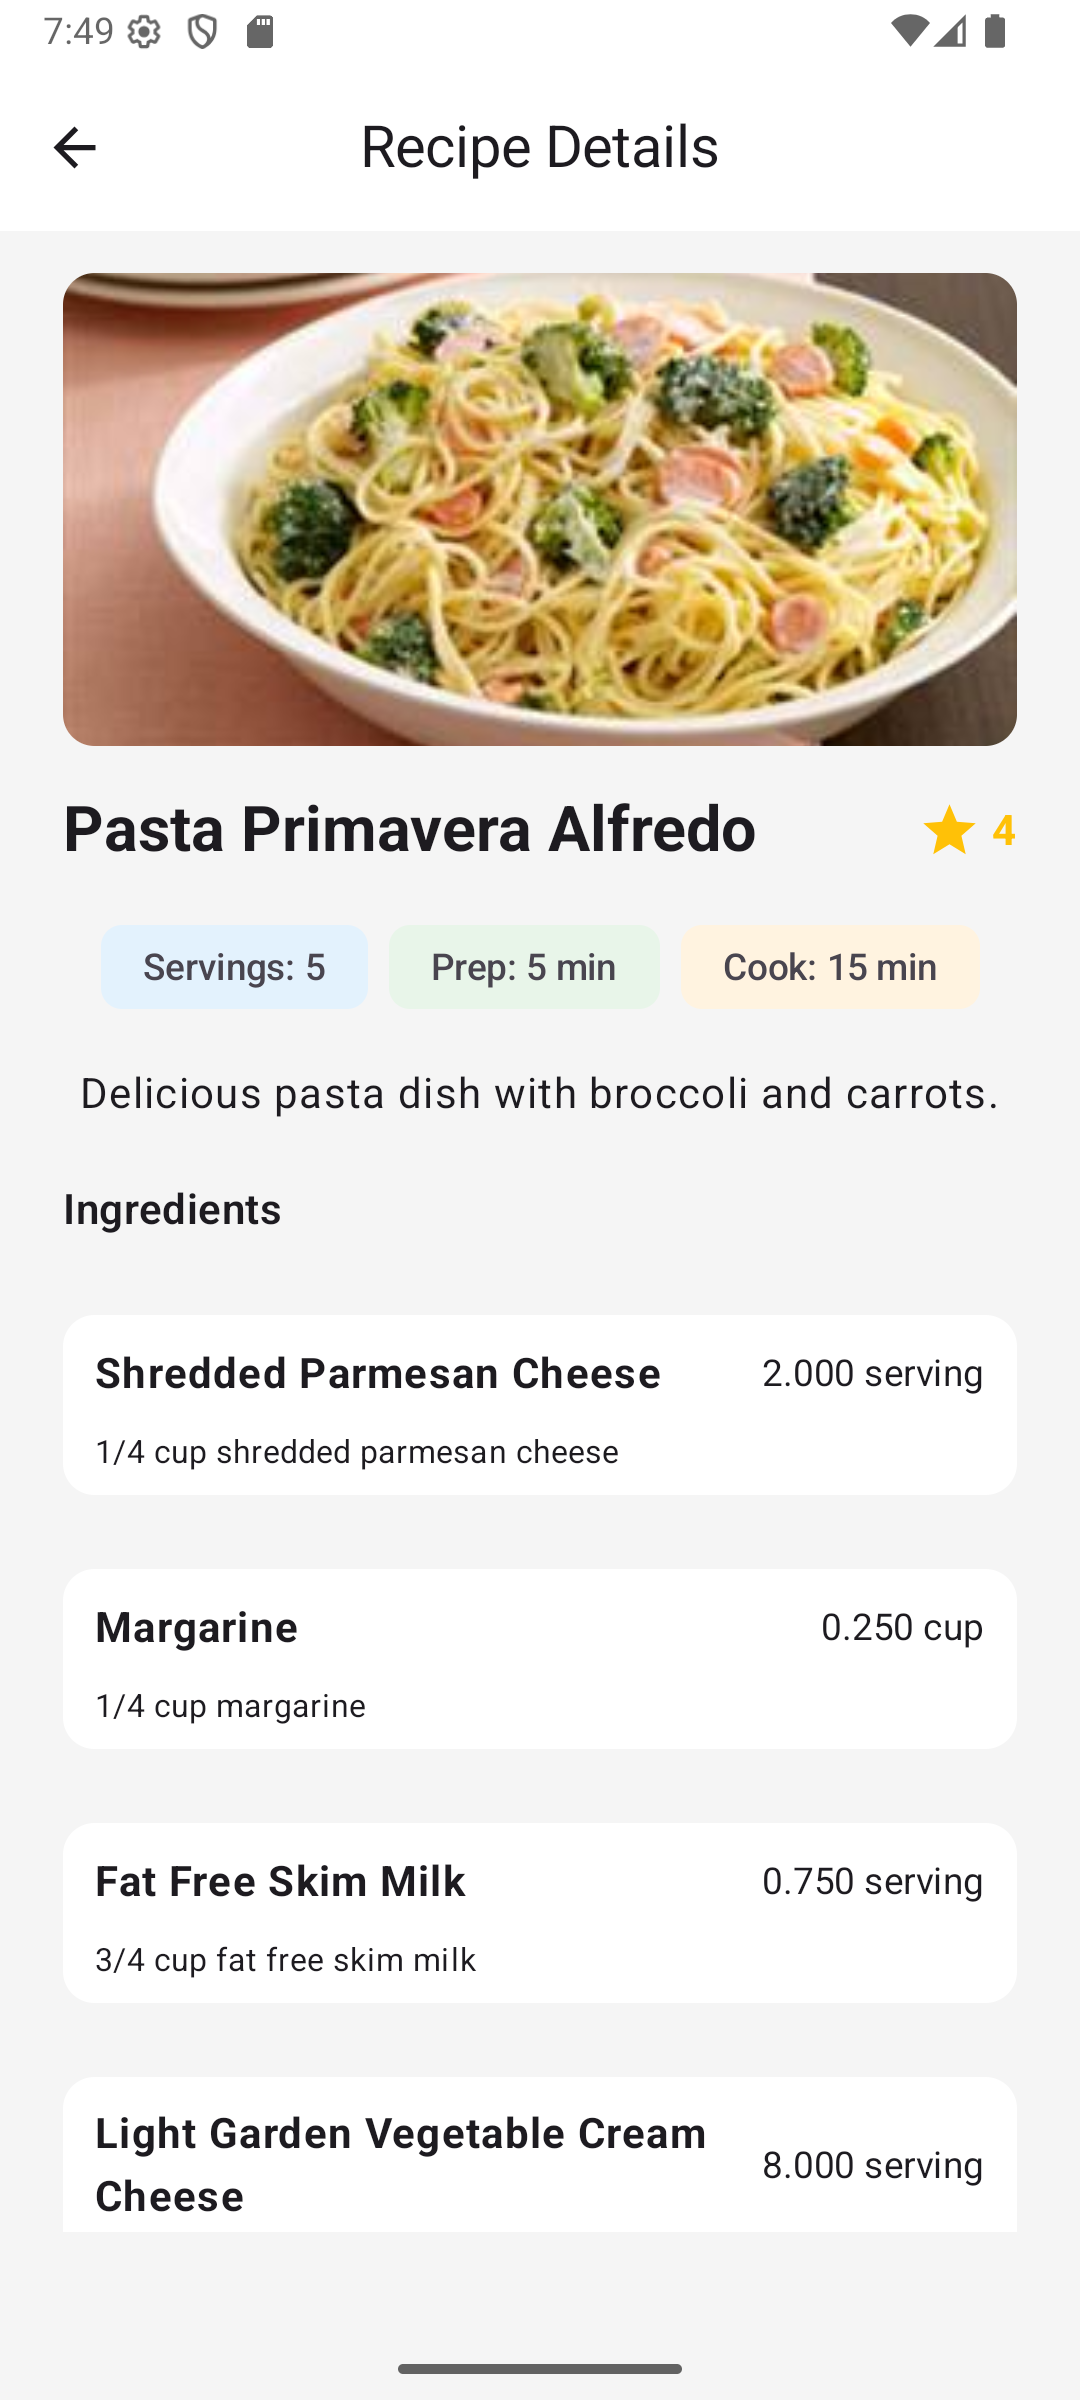 7:49
Recipe Details
Pasta Primavera Alfredo
4
Servings: 5
Prep: 5 min
Cook: 15 min
Delicious pasta dish with broccoli and carrots.
Ingredients
Shredded Parmesan Cheese
2.000 serving
1/4 cup shredded parmesan cheese
Margarine
0.250 cup
1/4 cup margarine
Fat Free Skim Milk
0.750 serving
3/4 cup fat free skim milk
Light Garden Vegetable Cream
Cheese
8.000 serving